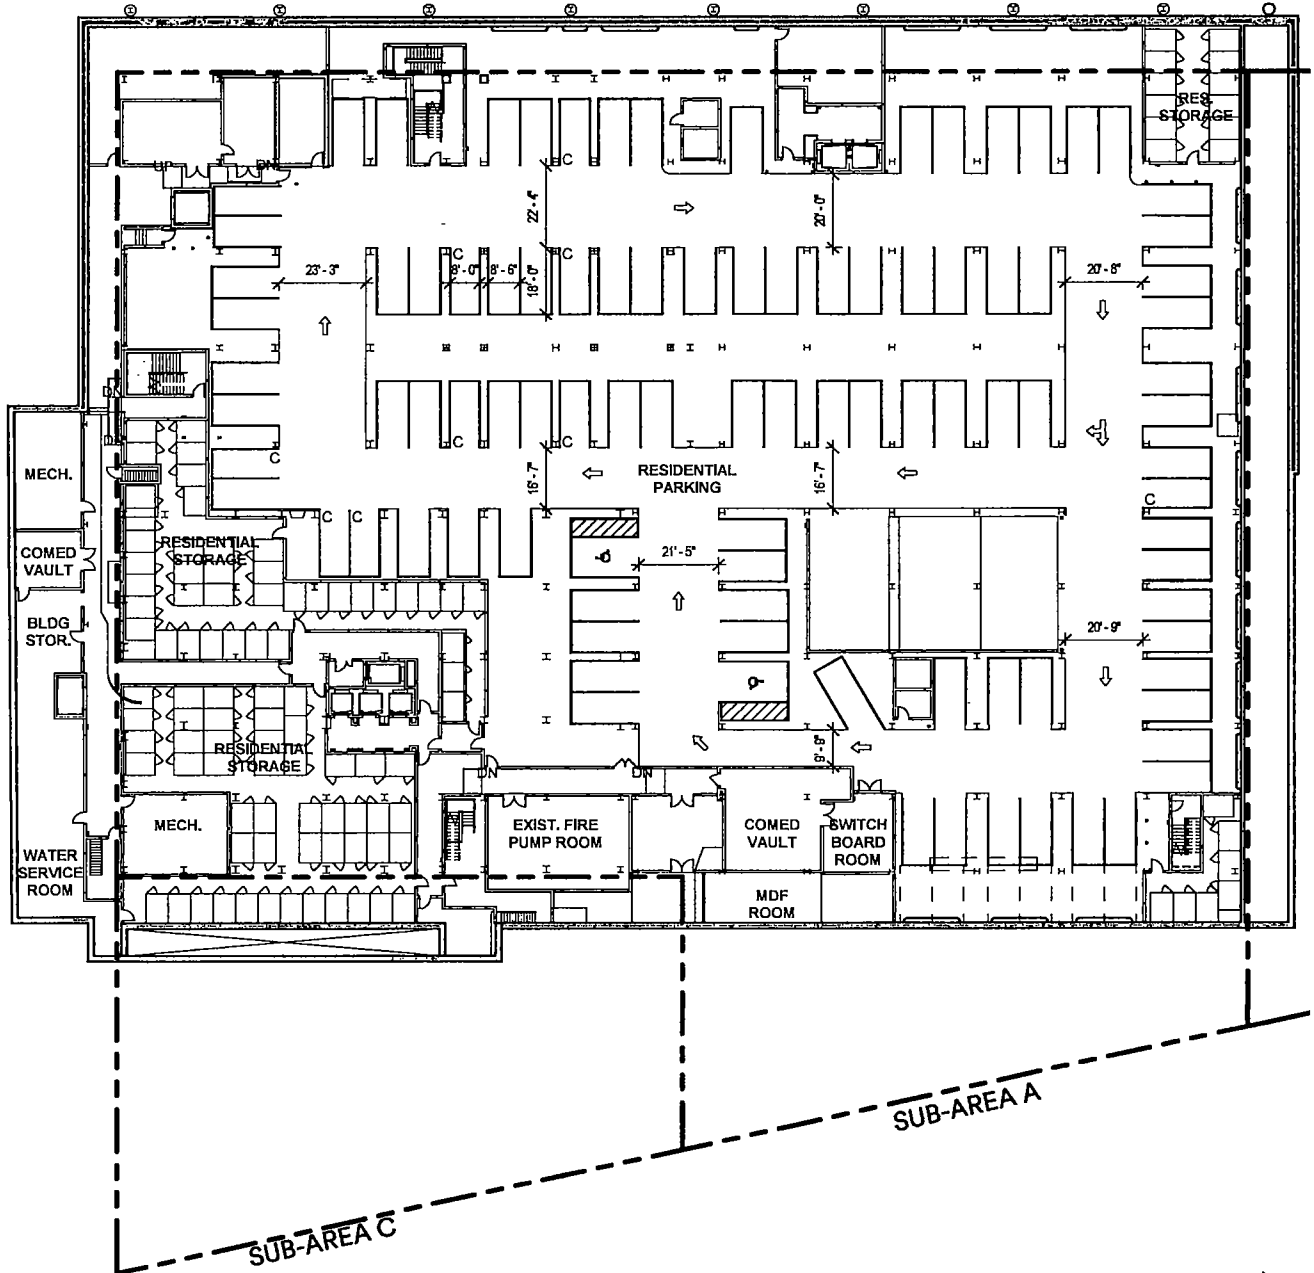 RES.
STORAGE
UP
DN
C
22'- 4"
20'- 0"
C
C
23'- 3"
8'- 0"
8'- 6"
18'- 0"
20'- 8"
C
C
C
MECH.
16'- 7"
RESIDENTIAL
PARKING
16'- 7"
C
C
C
RESIDENTIAL
STORAGE
COMED
VAULT
21'- 5"
BLDG
STOR.
20'- 9"
RESIDENTIAL
STORAGE
9'- 9"
DN
DN
MECH.
EXIST. FIRE
PUMP ROOM
COMED
VAULT
SWITCH
BOARD
ROOM
WATER
SERVICE
ROOM
MDF
ROOM
SUB-AREA A
SUB-AREA C